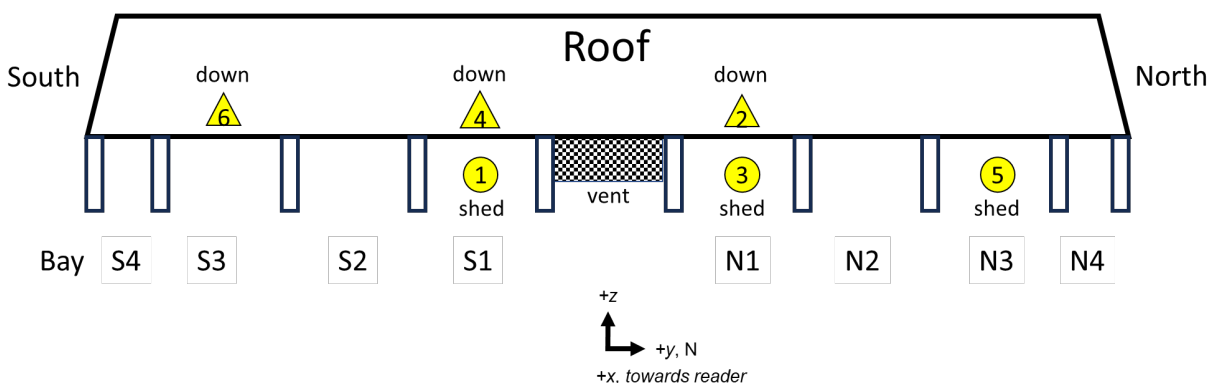 Roof
South
North
down
down
down
6
4
2
1
3
5
shed
vent
shed
shed
Bay
S4
S3
S2
S1
N1
N2
N3
N4
+z
+y, N
+x, towards reader